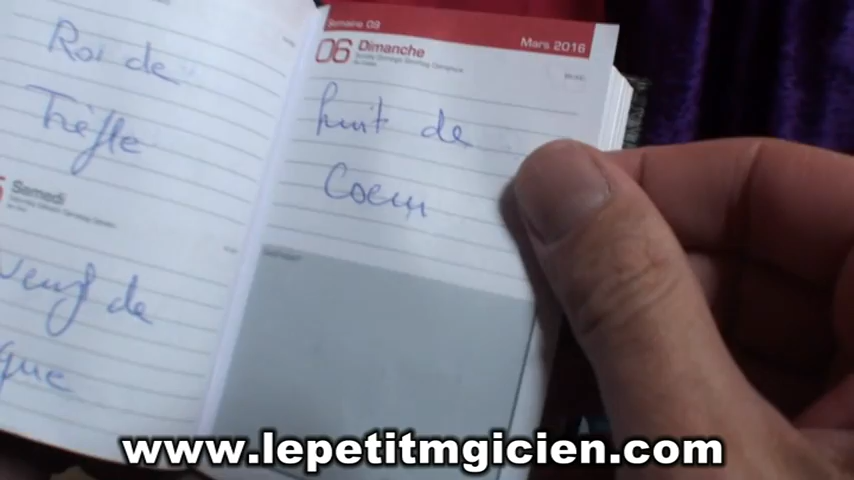 Roi de
Trèfle
Samedi
neuf de
que
Semaine 09
Mars 2016
06 Dimanche
huit de
Coeur
www.lepetitmgicien.com